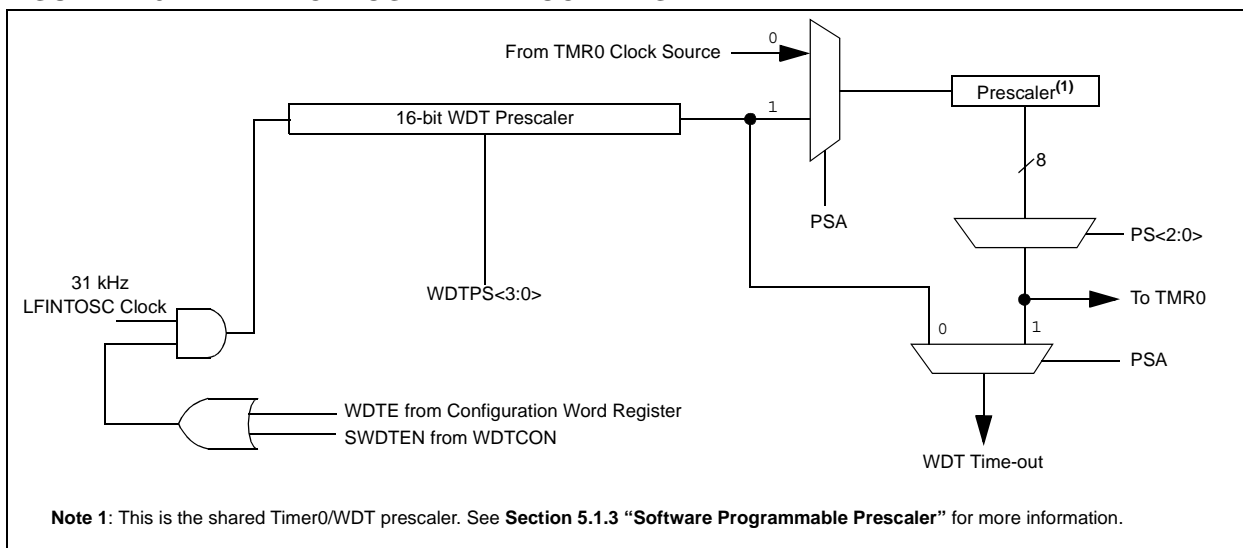 From TMR0 Clock Source
0
1
16-bit WDT Prescaler
Prescaler(1)
8
PSA
PS<2:0>
31 kHz
LFINTOSC Clock
WDTPS<3:0>
To TMR0
0
1
PSA
WDTE from Configuration Word Register
SWDTEN from WDTCON
WDT Time-out
Note 1: This is the shared Timer0/WDT prescaler. See Section 5.1.3 “Software Programmable Prescaler” for more information.